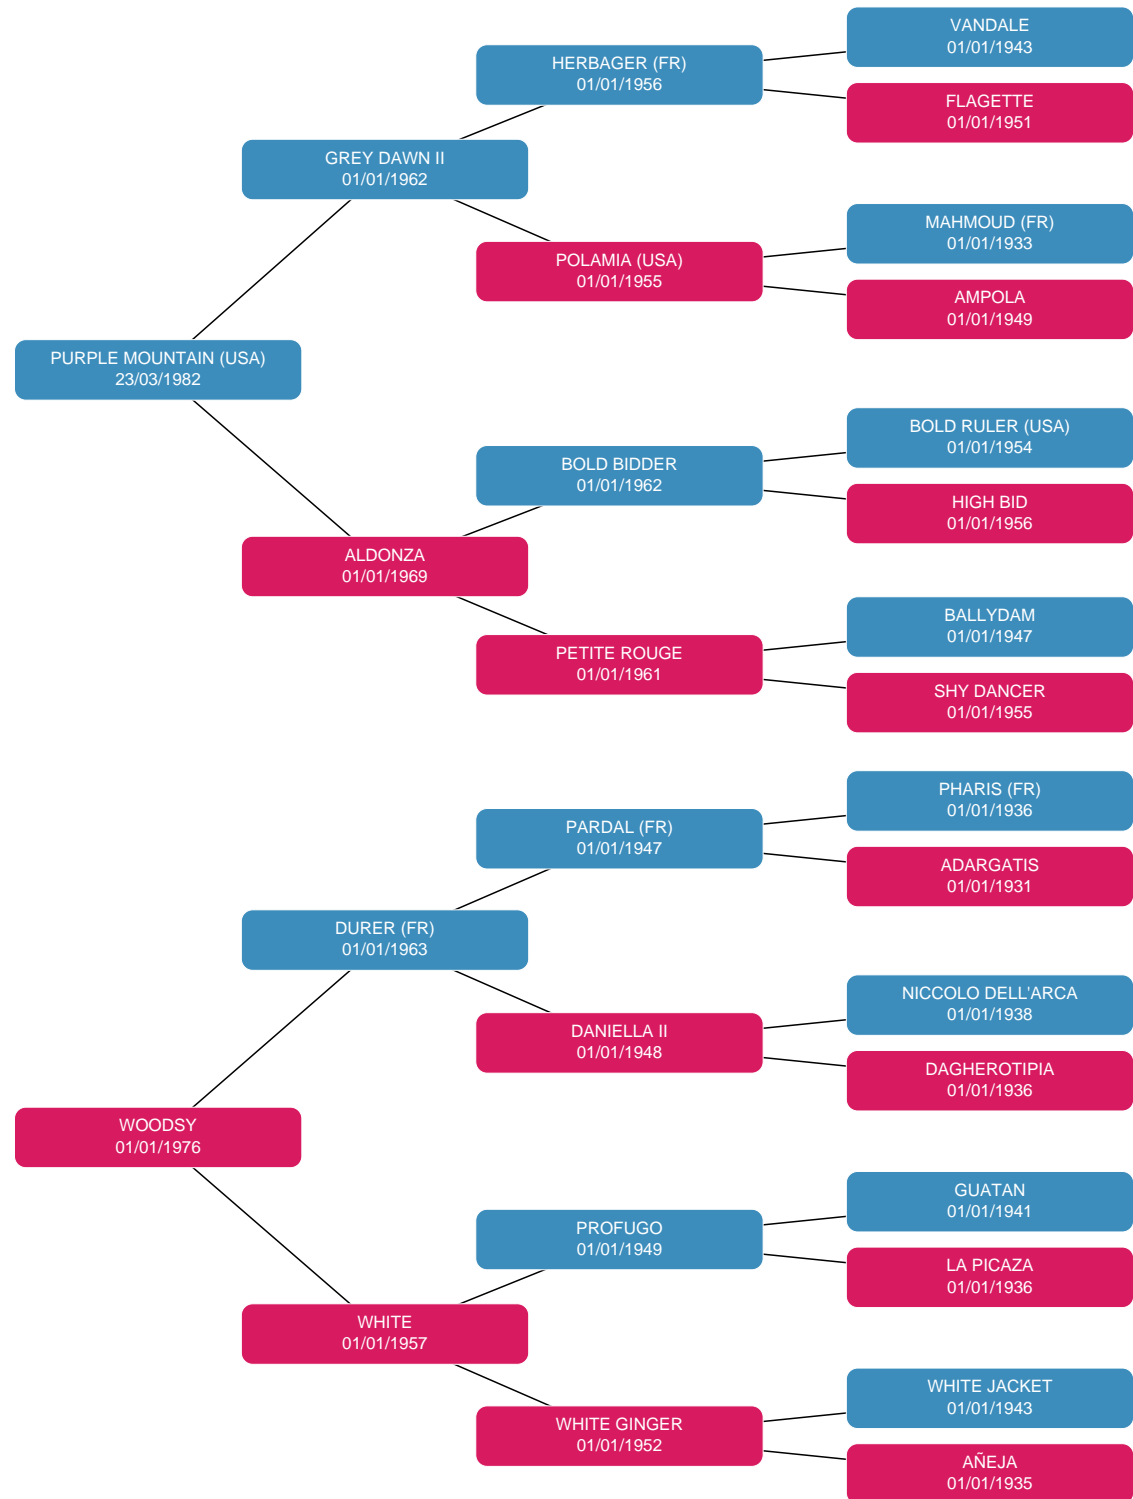 VANDALE
01/01/1943
HERBAGER (FR)
01/01/1956
FLAGETTE
01/01/1951
GREY DAWN II
01/01/1962
MAHMOUD (FR)
01/01/1933
POLAMIA (USA)
01/01/1955
AMPOLA
01/01/1949
PURPLE MOUNTAIN (USA)
23/03/1982
BOLD RULER (USA)
01/01/1954
BOLD BIDDER
01/01/1962
HIGH BID
01/01/1956
ALDONZA
01/01/1969
BALLYDAM
01/01/1947
PETITE ROUGE
01/01/1961
SHY DANCER
01/01/1955
PHARIS (FR)
01/01/1936
PARDAL (FR)
01/01/1947
ADARGATIS
01/01/1931
DURER (FR)
01/01/1963
NICCOLO DELL'ARCA
01/01/1938
DANIELLA II
01/01/1948
DAGHEROTIPIA
01/01/1936
WOODSY
01/01/1976
GUATAN
01/01/1941
PROFUGO
01/01/1949
LA PICAZA
01/01/1936
WHITE
01/01/1957
WHITE JACKET
01/01/1943
WHITE GINGER
01/01/1952
AÑEJA
01/01/1935